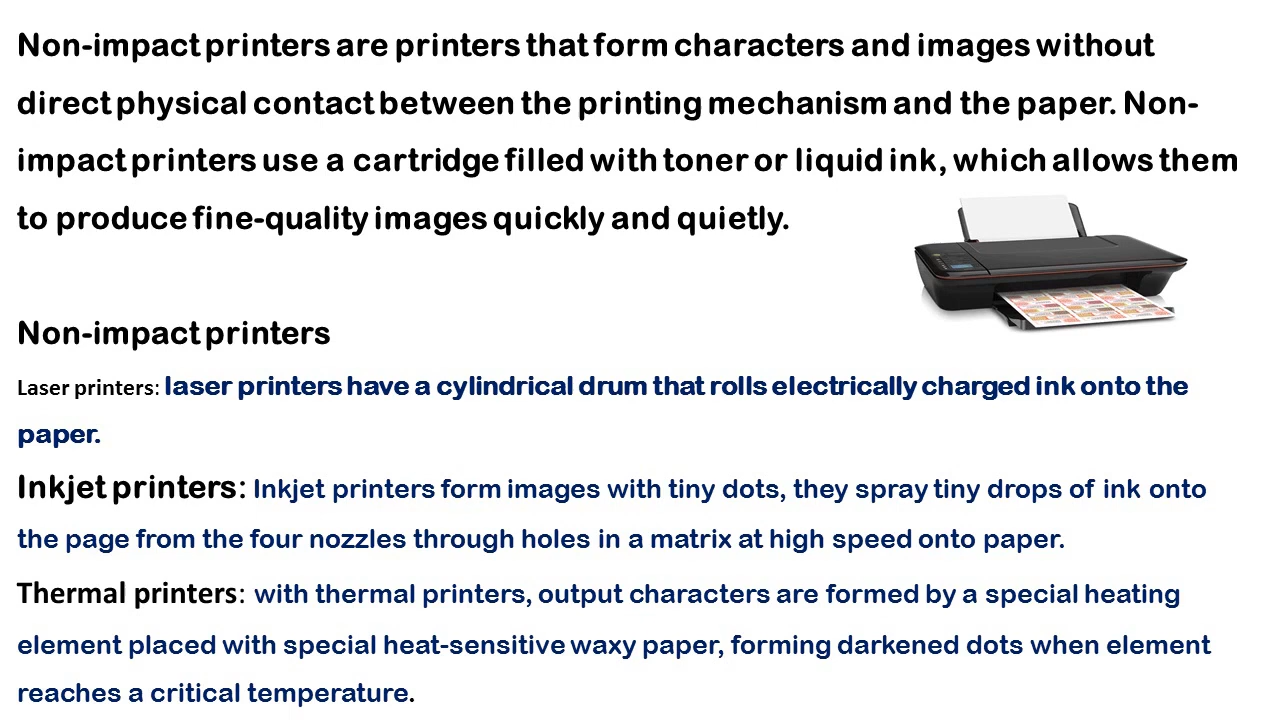 Non-impact printers are printers that form characters and images without
direct physical contact between the printing mechanism and the paper. Non-
impact printers use a cartridge filled with toner or liquid ink, which allows them
to produce fine-quality images quickly and quietly.
Non-impact printers
Laser printers: laser printers have a cylindrical drum that rolls electrically charged ink onto the
paper.
Inkjet printers: Inkjet printers form images with tiny dots, they spray tiny drops of ink onto
the page from the four nozzles through holes in a matrix at high speed onto paper.
Thermal printers: with thermal printers, output characters are formed by a special heating
element placed with special heat-sensitive waxy paper, forming darkened dots when element
reaches a critical temperature.